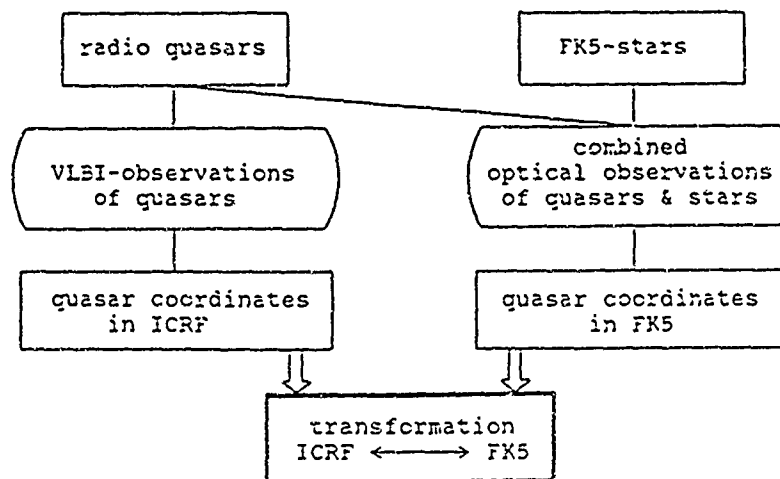 radio quasars
FK5-stars
VLBI-observations
of quasars
combined
optical observations
of quasars & stars
quasar coordinates
in ICRF
quasar coordinates
in FK5
transformation
ICRF ⟷ FK5